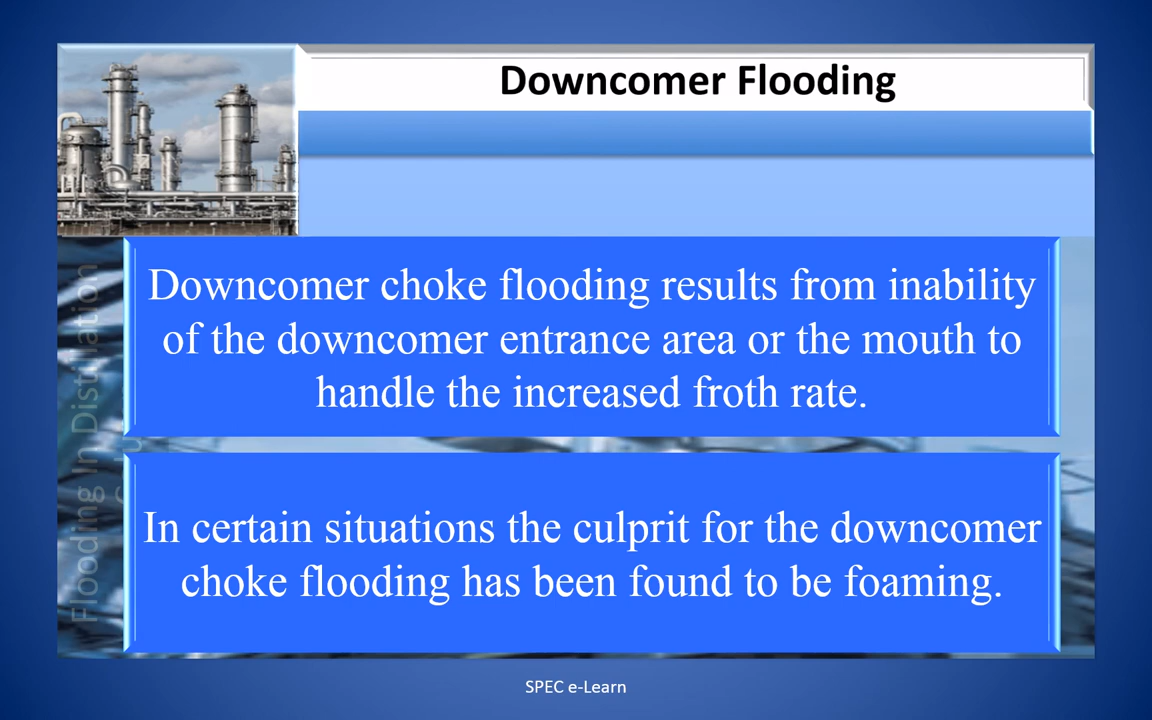 Downcomer Flooding
Downcomer choke flooding results from inability
of the downcomer entrance area or the mouth to
handle the increased froth rate.
In certain situations the culprit for the downcomer
choke flooding has been found to be foaming.
Flooding In Distillation
SPEC e-Learn